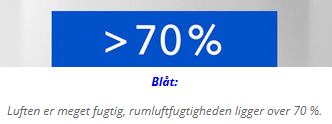 >70%
Blåt:
Luften er meget fugtig, rumluftfugtigheden ligger over 70 %.